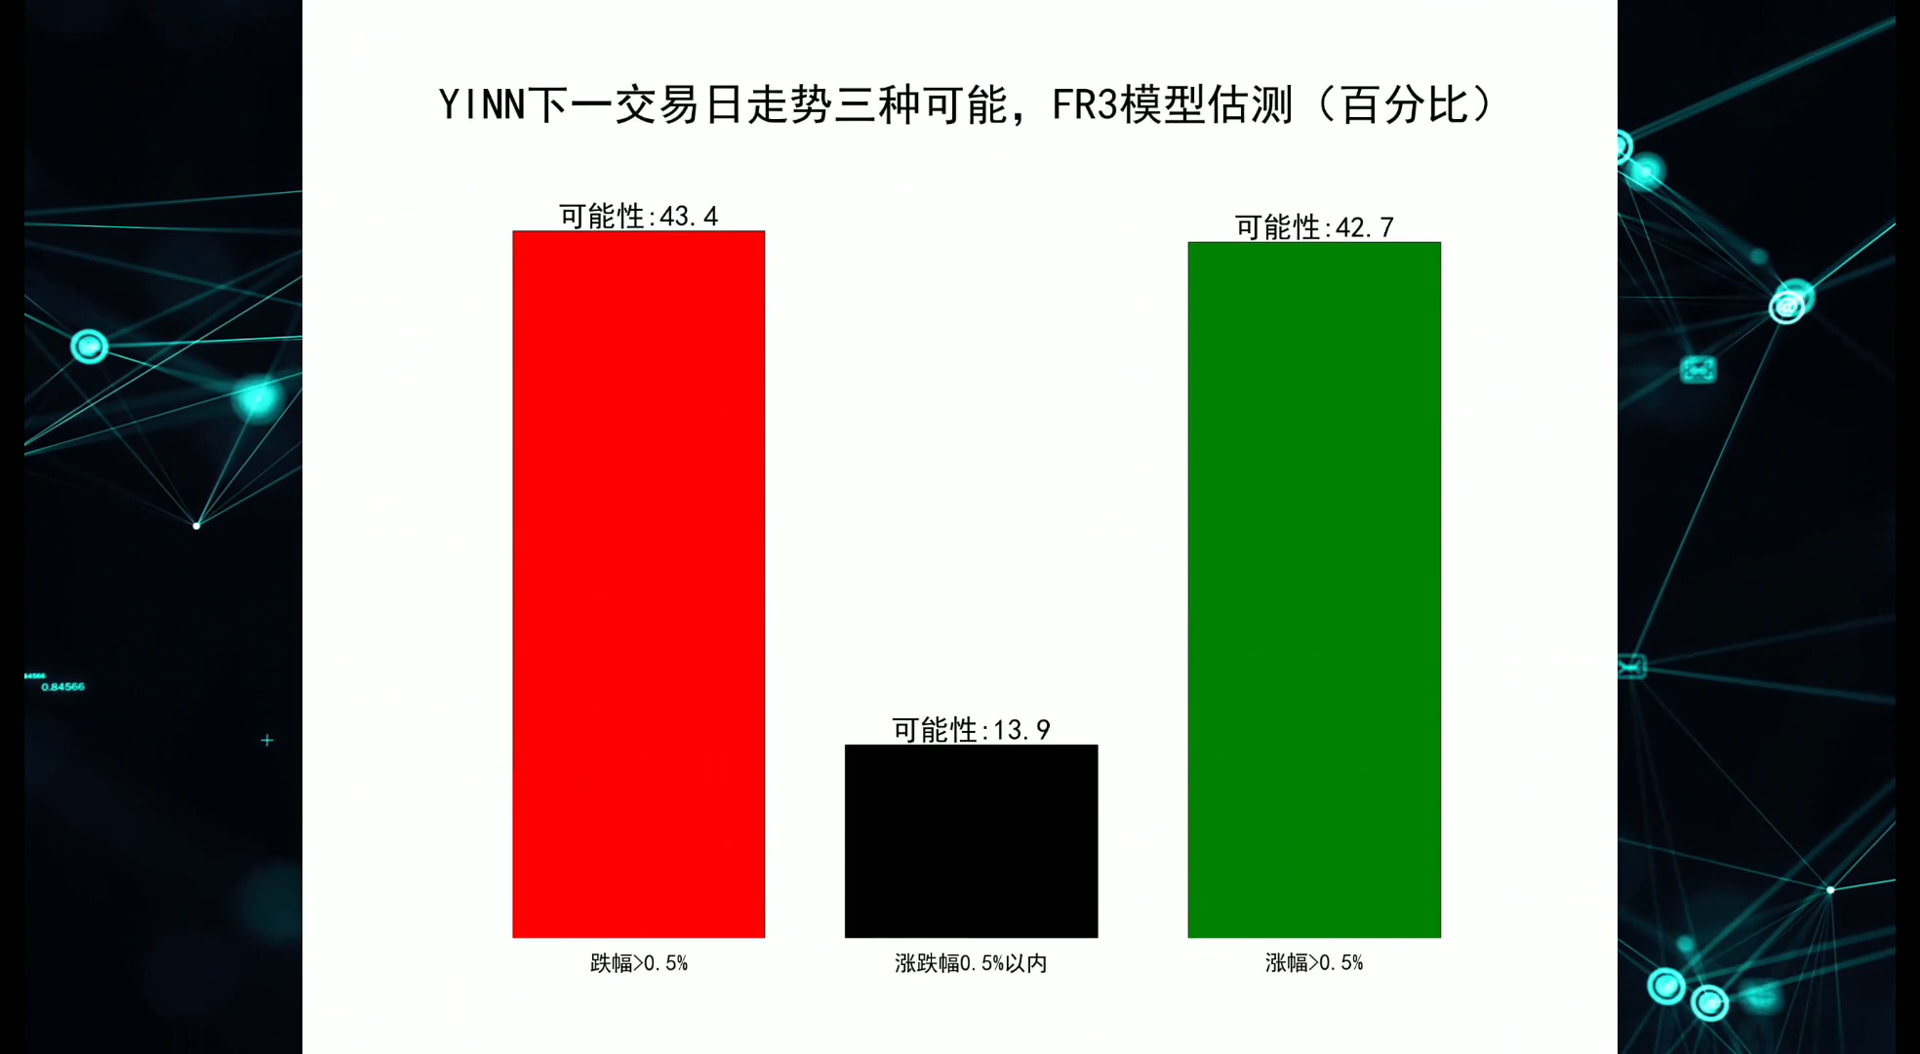 YINN下一交易日走势三种可能，FR3模型估测（百分比）
可能性:43.4
可能性:42.7
可能性:13.9
0.84566
跌幅>0.5%
涨跌幅0.5%以内
涨幅>0.5%